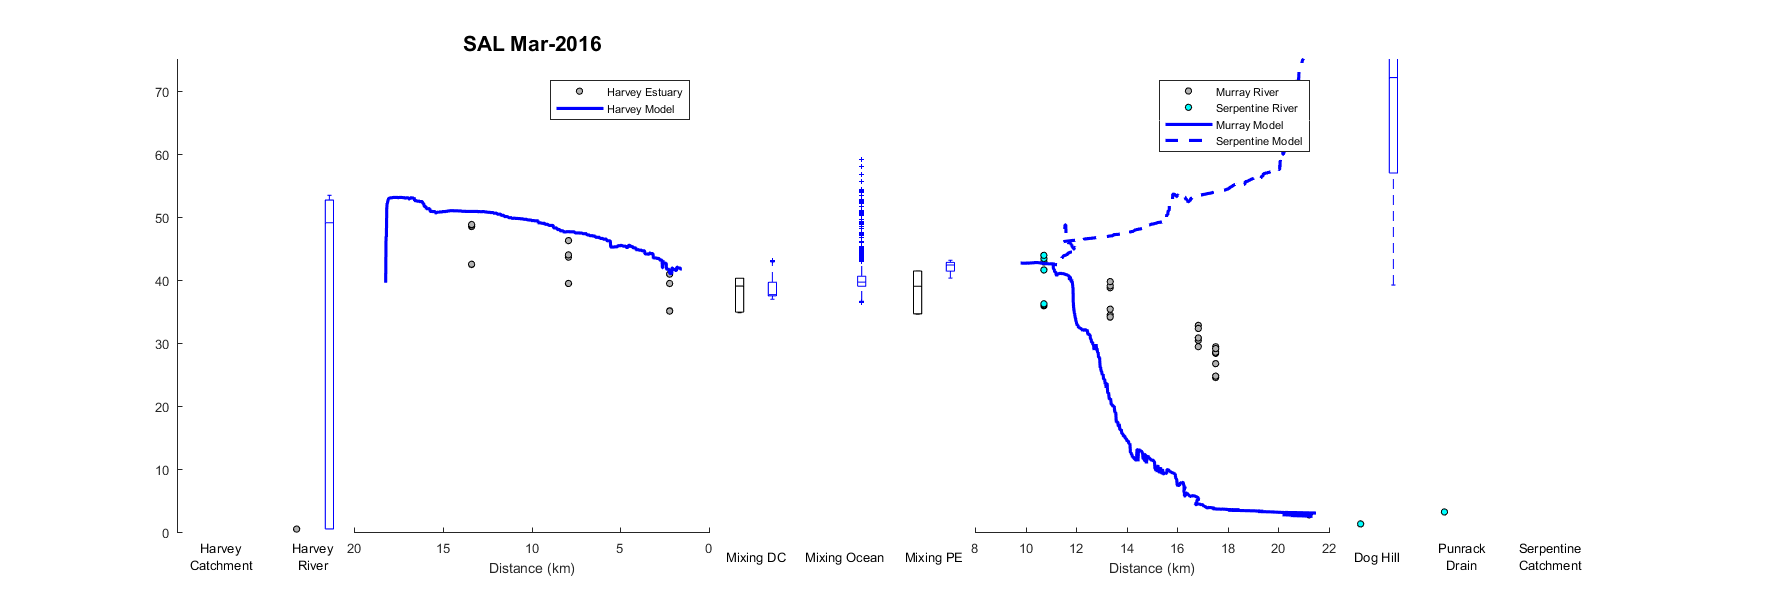 SAL Mar-2016
Harvey Estuary
Harvey Model
Murray River
Serpentine River
Murray Model
Serpentine Model
70
60
50
40
30
20
10
0
Harvey
Catchment
Harvey
River
20 15 10 5 0
Distance (km)
Mixing DC
Mixing Ocean
Mixing PE
8 10 12 14 16 18 20 22
Distance (km)
Dog Hill
Punrack
Drain
Serpentine
Catchment